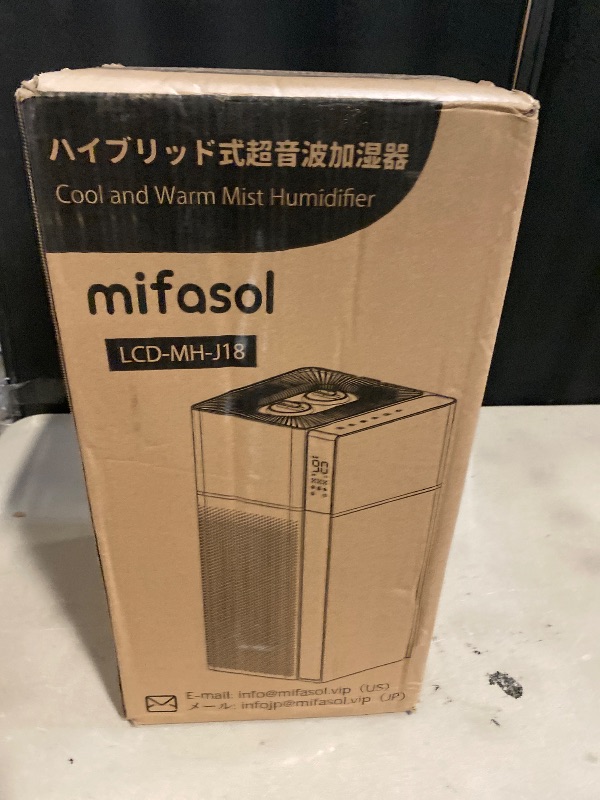 ハイブリッド式超音波加湿器
Cool and Warm Mist Humidifier
mifasol
LCD-MH-J18
E-mail: info@mifasol.vip (US)
メール: infojp@mifasol.vip (JP)